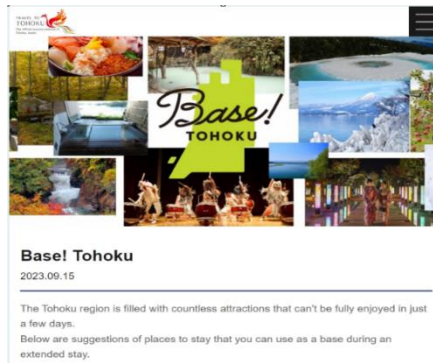 TRAVEL TO
TOHOKU
Base!
TOHOKU
Base! Tohoku
2023.09.15
The Tohoku region is filled with countless attractions that can't be fully enjoyed in just
a few days.
Below are suggestions of places to stay that you can use as a base during an
extended stay.